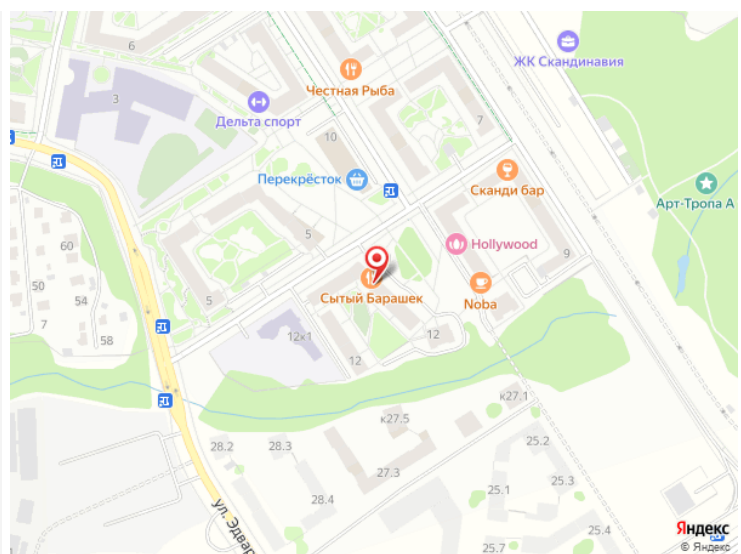 6
ЖК Скандинавия
3
Честная Рыба
Дельта спорт
7
10
Перекрёсток
Сканди бар
Арт-Тропа А
60
5
Hollywood
9
50
54
5
Сытый Барашек
Noba
7
58
12к1
12
12
к27.1
к27.5
28.2
28.3
25.2
27.3
28.4
25.1
25.3
25.4
ул. Эдвар
Яндекс
© Яндекс